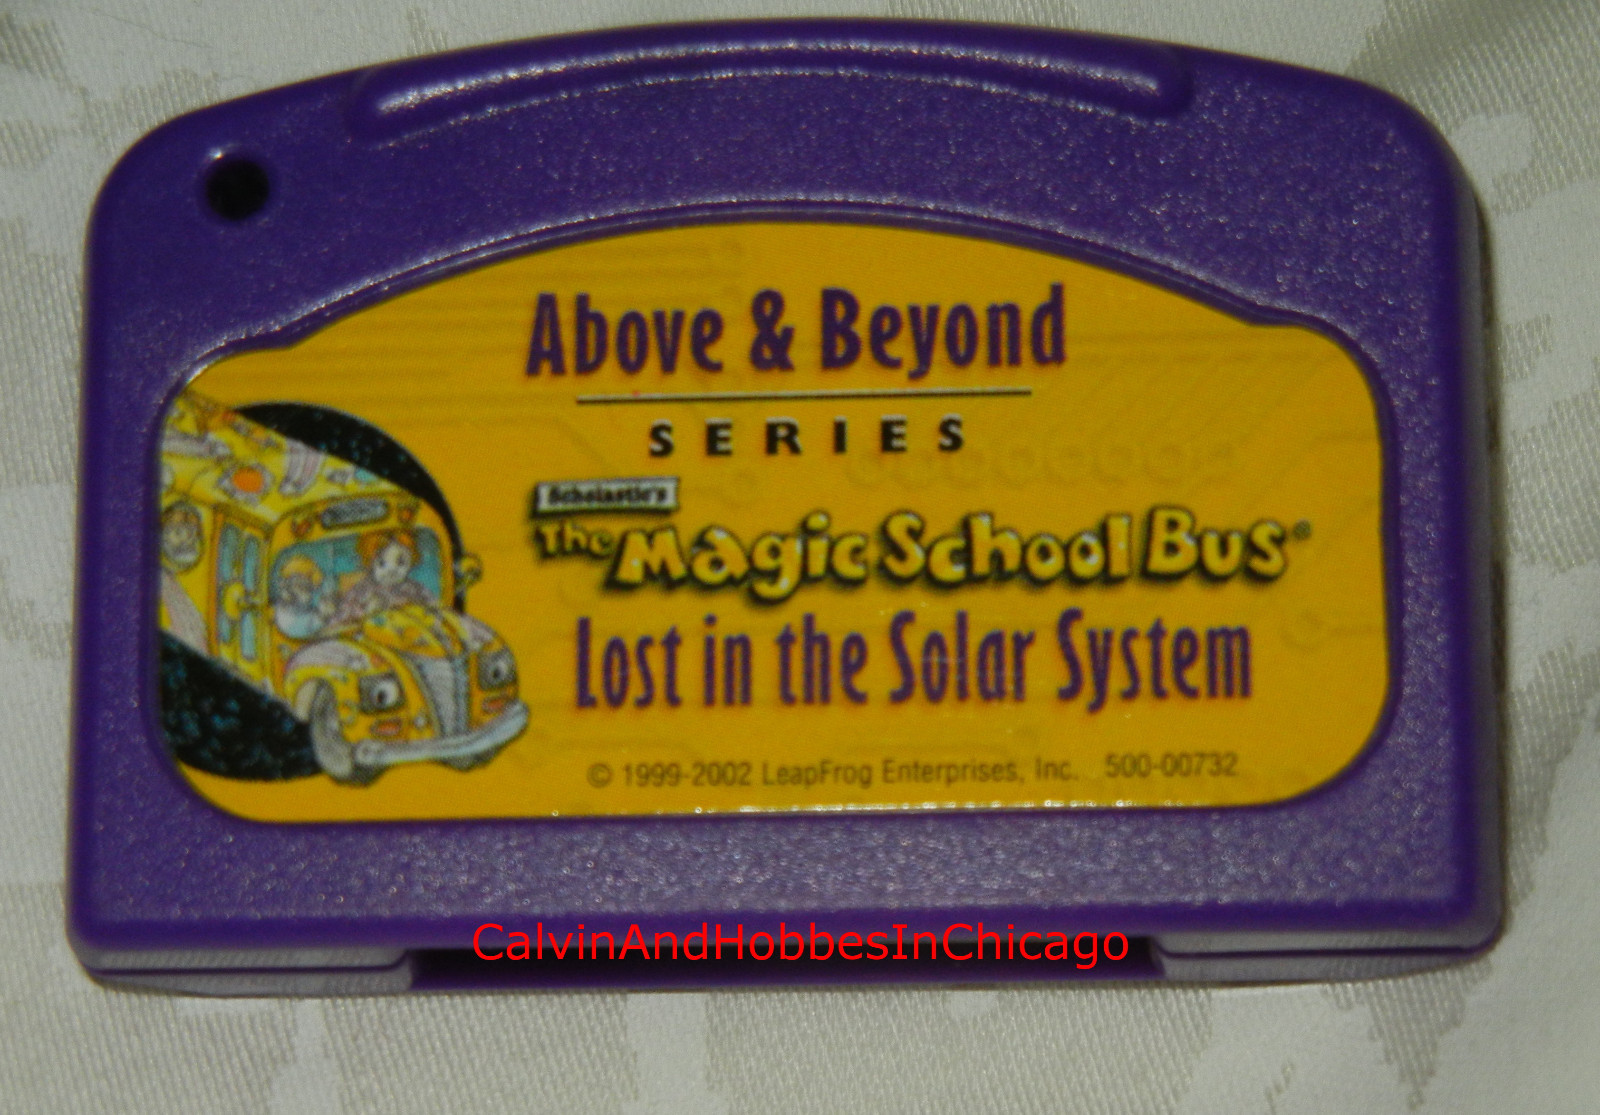 Above & Beyond
SERIES
Scholastic's
The Magic School Bus®
Lost in the Solar System
© 1999-2002 LeapFrog Enterprises, Inc. 500-00732
CalvinAndHobbesInChicago